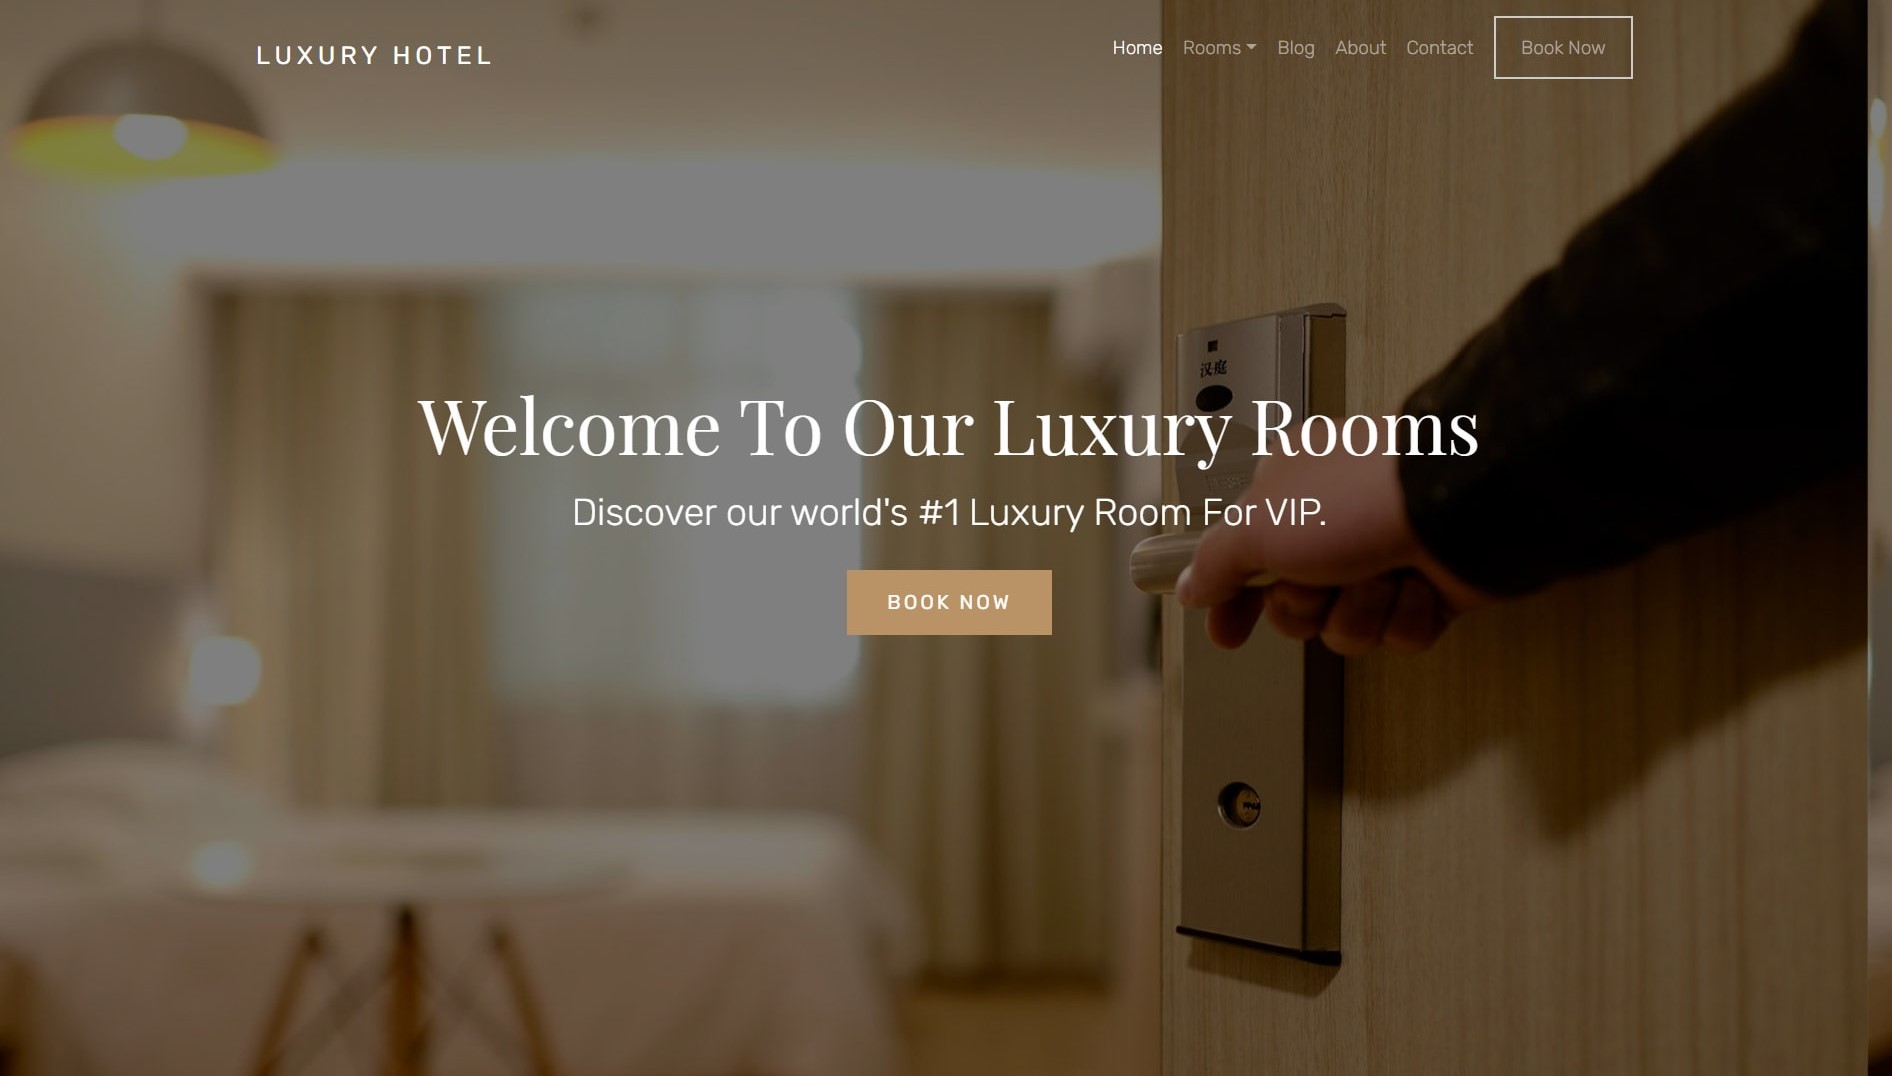 LUXURY HOTEL
Home Rooms Blog About Contact Book Now
汉庭
Welcome To Our Luxury Rooms
Discover our world's #1 Luxury Room For VIP.
BOOK NOW